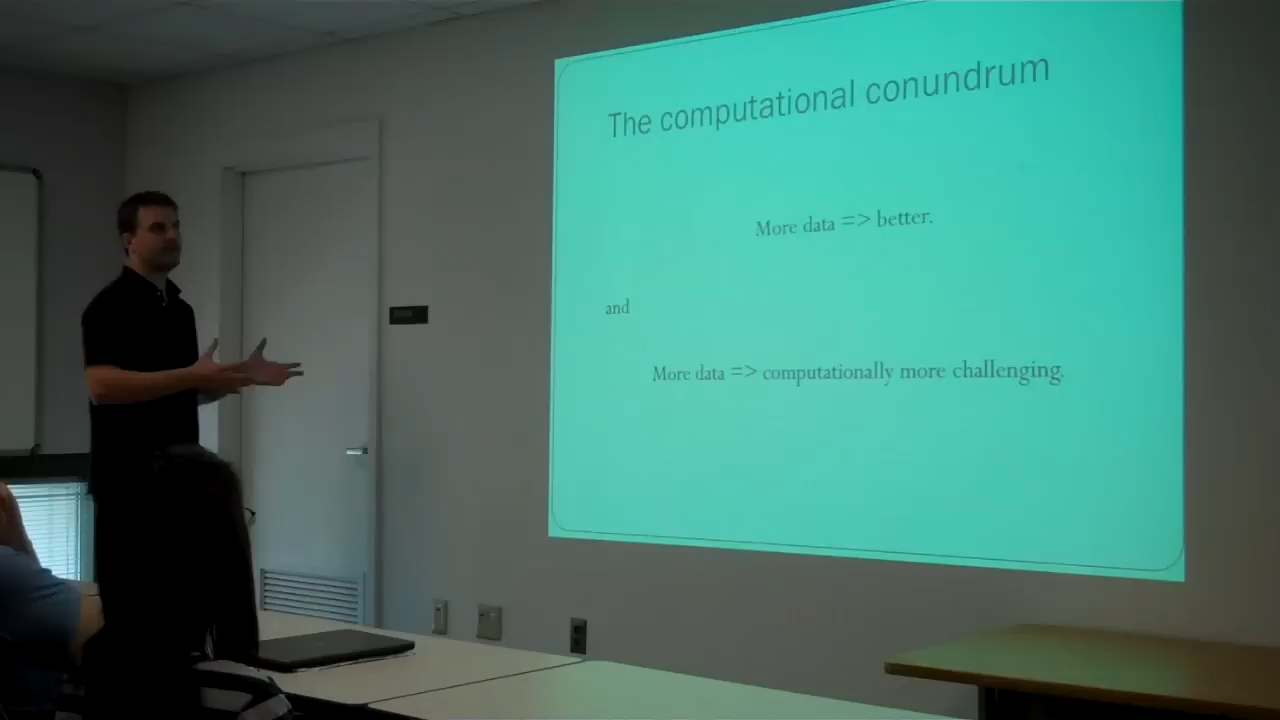 The computational conundrum
More data => better.
and
More data => computationally more challenging.